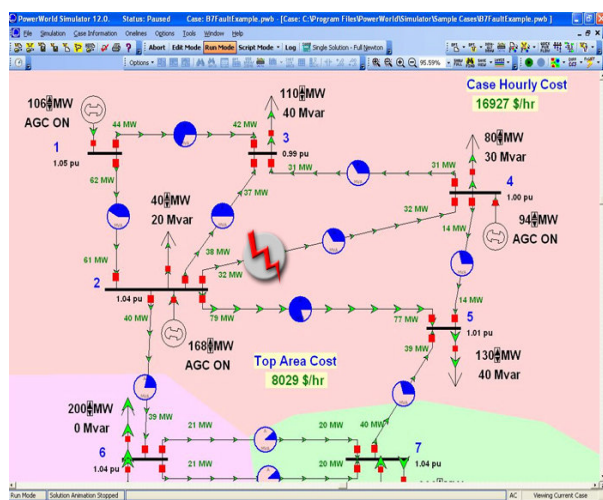 PowerWorld Simulator 12.0. Status: Paused Case: B7FaultExample.pwb - [Case: C:\Program Files\PowerWorld\Simulator\Sample Cases\B7FaultExample.pwb ]
File Simulation Case Information Onelines Options Tools Window Help
Abort Edit Mode Run Mode Script Mode Log Single Solution - Full Newton
Options 95.59%
Case Hourly Cost
16927 $/hr
106 MW
AGC ON
1
1.05 pu
44 MW
42 MW
110 MW
40 Mvar
3
0.99 pu
80 MW
30 Mvar
4
1.00 pu
94 MW
AGC ON
31 MW
31 MW
62 MW
61 MW
37 MW
38 MW
40 MW
20 Mvar
32 MW
32 MW
14 MW
14 MW
2
1.04 pu
168 MW
AGC ON
79 MW
77 MW
5
1.01 pu
130 MW
40 Mvar
40 MW
39 MW
39 MW
40 MW
Top Area Cost
8029 $/hr
200 MW
0 Mvar
6
1.04 pu
21 MW
20 MW
21 MW
20 MW
7
1.04 pu
Run Mode Solution Animation Stopped AC Viewing Current Case